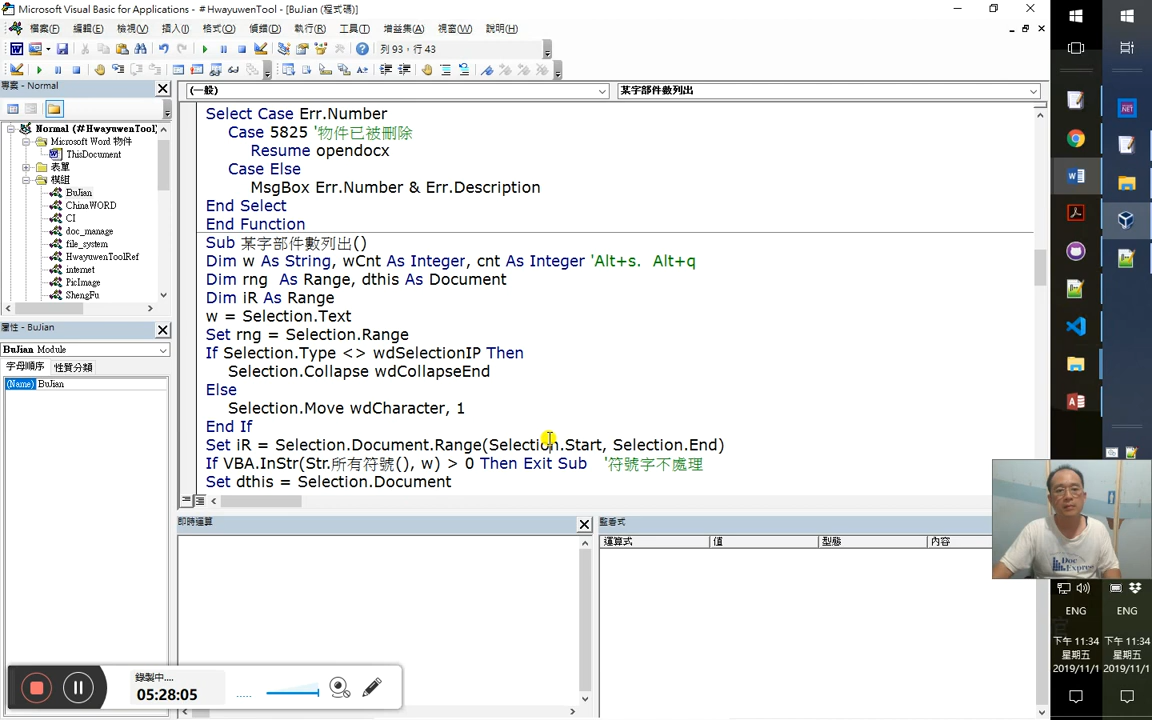 Microsoft Visual Basic for Applications - #HwayuwenTool - [BuJian (程式碼)]
檔案(F) 編輯(E) 檢視(V) 插入(I) 格式(O) 偵錯(D) 執行(R) 工具(T) 增益集(A) 視窗(W) 說明(H)
列 93，行 43
專案 - Normal
(一般)
某字部件數列出
Normal (#HwayuwenTool)
Microsoft Word 物件
ThisDocument
表單
模組
BuJian
ChinaWORD
CI
doc_manage
file_system
HwayuwenToolRef
internet
PicImage
ShengFu
Select Case Err.Number
Case 5825 '物件已被刪除
Resume opendocx
Case Else
MsgBox Err.Number & Err.Description
End Select
End Function
Sub 某字部件數列出()
Dim w As String, wCnt As Integer, cnt As Integer 'Alt+s.  Alt+q
Dim rng  As Range, dthis As Document
Dim iR As Range
w = Selection.Text
Set rng = Selection.Range
If Selection.Type <> wdSelectionIP Then
Selection.Collapse wdCollapseEnd
Else
Selection.Move wdCharacter, 1
End If
Set iR = Selection.Document.Range(Selection.Start, Selection.End)
If VBA.InStr(Str.所有符號(), w) > 0 Then Exit Sub   '符號字不處理
Set dthis = Selection.Document
屬性 - BuJian
BuJian Module
字母順序 性質分類
(Name) BuJian
即時運算
監看式
運算式 值 型態 內容
錄製中....
05:28:05
ENG ENG
下午 11:34 下午 11:34
星期五 星期五
2019/11/1 2019/11/1